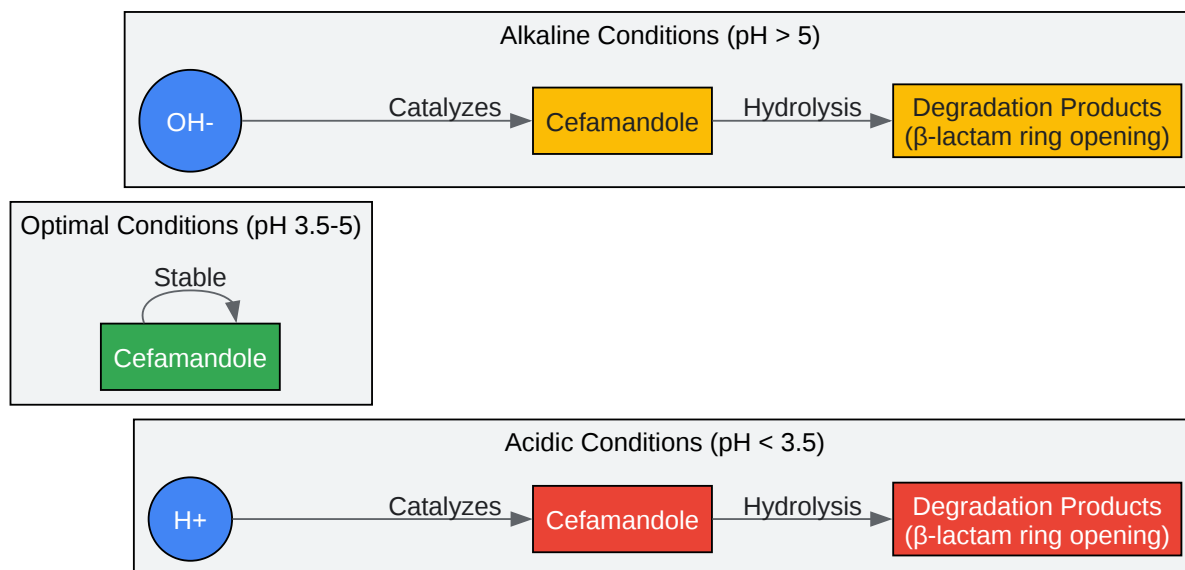 Alkaline Conditions (pH > 5)
OH-
Catalyzes
Cefamandole
Hydrolysis
Degradation Products
(β-lactam ring opening)
Optimal Conditions (pH 3.5-5)
Stable
Cefamandole
Acidic Conditions (pH < 3.5)
H+
Catalyzes
Cefamandole
Hydrolysis
Degradation Products
(β-lactam ring opening)